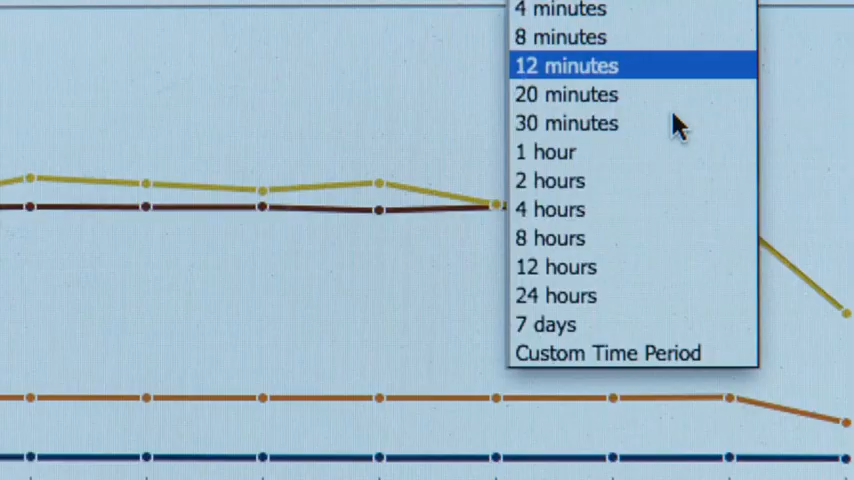 4 minutes
8 minutes
12 minutes
20 minutes
30 minutes
1 hour
2 hours
4 hours
8 hours
12 hours
24 hours
7 days
Custom Time Period